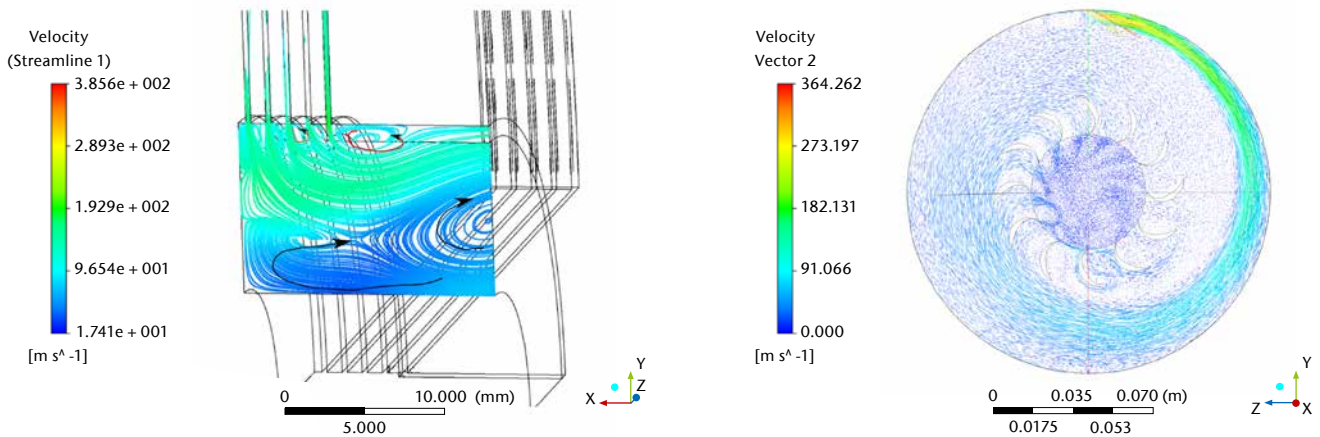 Velocity
(Streamline 1)
3.856e + 002
2.893e + 002
1.929e + 002
9.654e + 001
1.741e + 001
[m s^ -1]
0
10.000 (mm)
5.000
Y
Z
X
Velocity
Vector 2
364.262
273.197
182.131
91.066
0.000
[m s^ -1]
0
0.035
0.070 (m)
0.0175
0.053
Y
Z
X